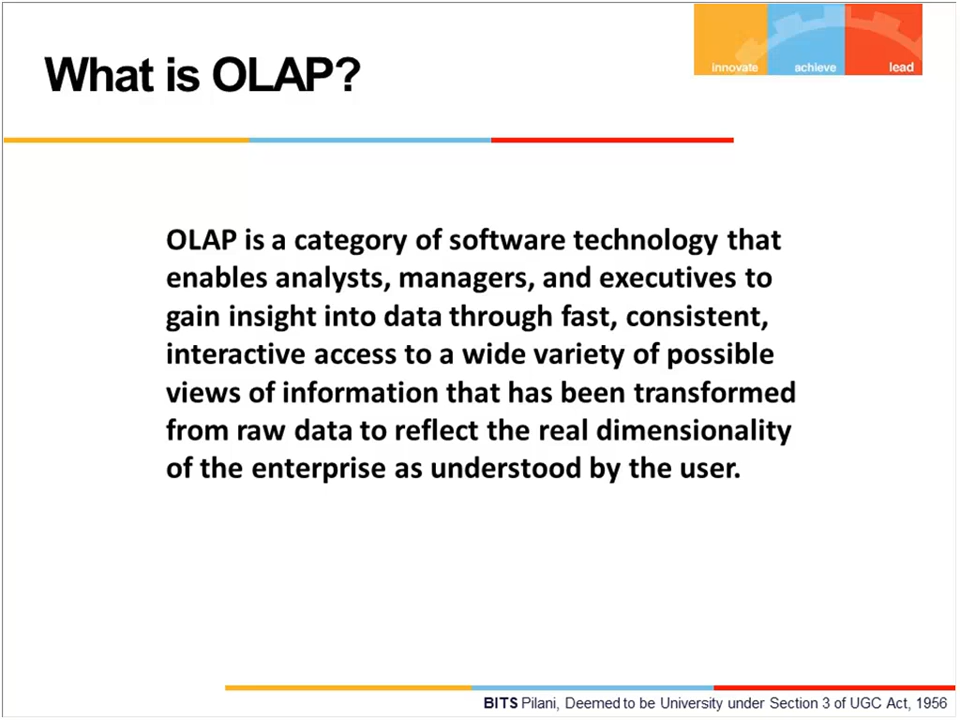 What is OLAP?
innovate achieve lead
OLAP is a category of software technology that
enables analysts, managers, and executives to
gain insight into data through fast, consistent,
interactive access to a wide variety of possible
views of information that has been transformed
from raw data to reflect the real dimensionality
of the enterprise as understood by the user.
BITS Pilani, Deemed to be University under Section 3 of UGC Act, 1956